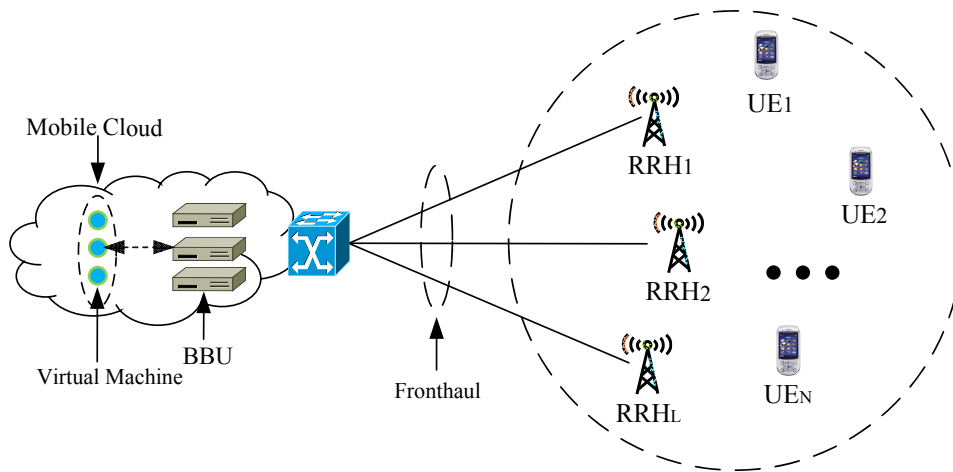 Mobile Cloud
Virtual Machine
BBU
Fronthaul
RRH1
RRH2
RRHL
UE1
UE2
UEN